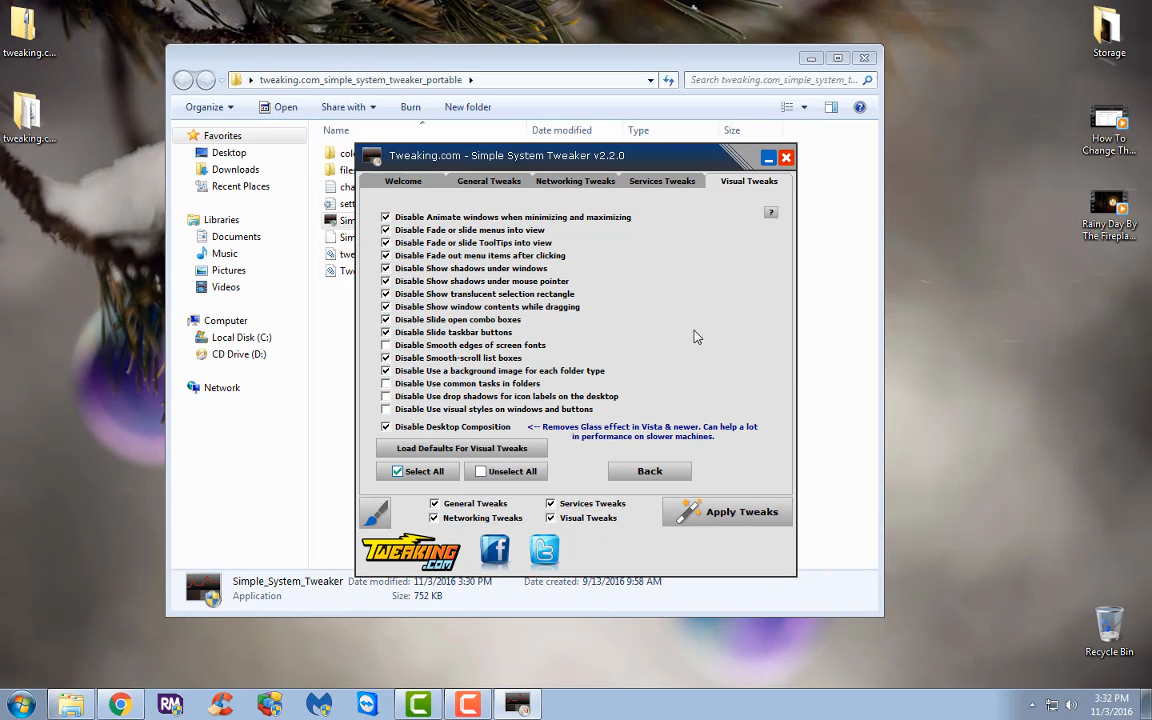 tweaking.c...
tweaking.c...
Storage
How To
Change Th...
Rainy Day By
The Firepla...
Recycle Bin
tweaking.com_simple_system_tweaker_portable
Search tweaking.com_simple_system_t...
Organize
Open
Share with
Burn
New folder
Name
Date modified
Type
Size
Favorites
Desktop
Downloads
Recent Places
Libraries
Documents
Music
Pictures
Videos
Computer
Local Disk (C:)
CD Drive (D:)
Network
col
files
cha
set
Sim
Sim
twe
Twe
Tweaking.com - Simple System Tweaker v2.2.0
Welcome
General Tweaks
Networking Tweaks
Services Tweaks
Visual Tweaks
?
Disable Animate windows when minimizing and maximizing
Disable Fade or slide menus into view
Disable Fade or slide ToolTips into view
Disable Fade out menu items after clicking
Disable Show shadows under windows
Disable Show shadows under mouse pointer
Disable Show translucent selection rectangle
Disable Show window contents while dragging
Disable Slide open combo boxes
Disable Slide taskbar buttons
Disable Smooth edges of screen fonts
Disable Smooth-scroll list boxes
Disable Use a background image for each folder type
Disable Use common tasks in folders
Disable Use drop shadows for icon labels on the desktop
Disable Use visual styles on windows and buttons
Disable Desktop Composition
<-- Removes Glass effect in Vista & newer. Can help a lot
in performance on slower machines.
Load Defaults For Visual Tweaks
Select All
Unselect All
Back
General Tweaks
Services Tweaks
Networking Tweaks
Visual Tweaks
Apply Tweaks
TWEAKING
.COM
Simple_System_Tweaker
Date modified: 11/3/2016 3:30 PM
Date created: 9/13/2016 9:58 AM
Application
Size: 752 KB
RM
3:32 PM
11/3/2016